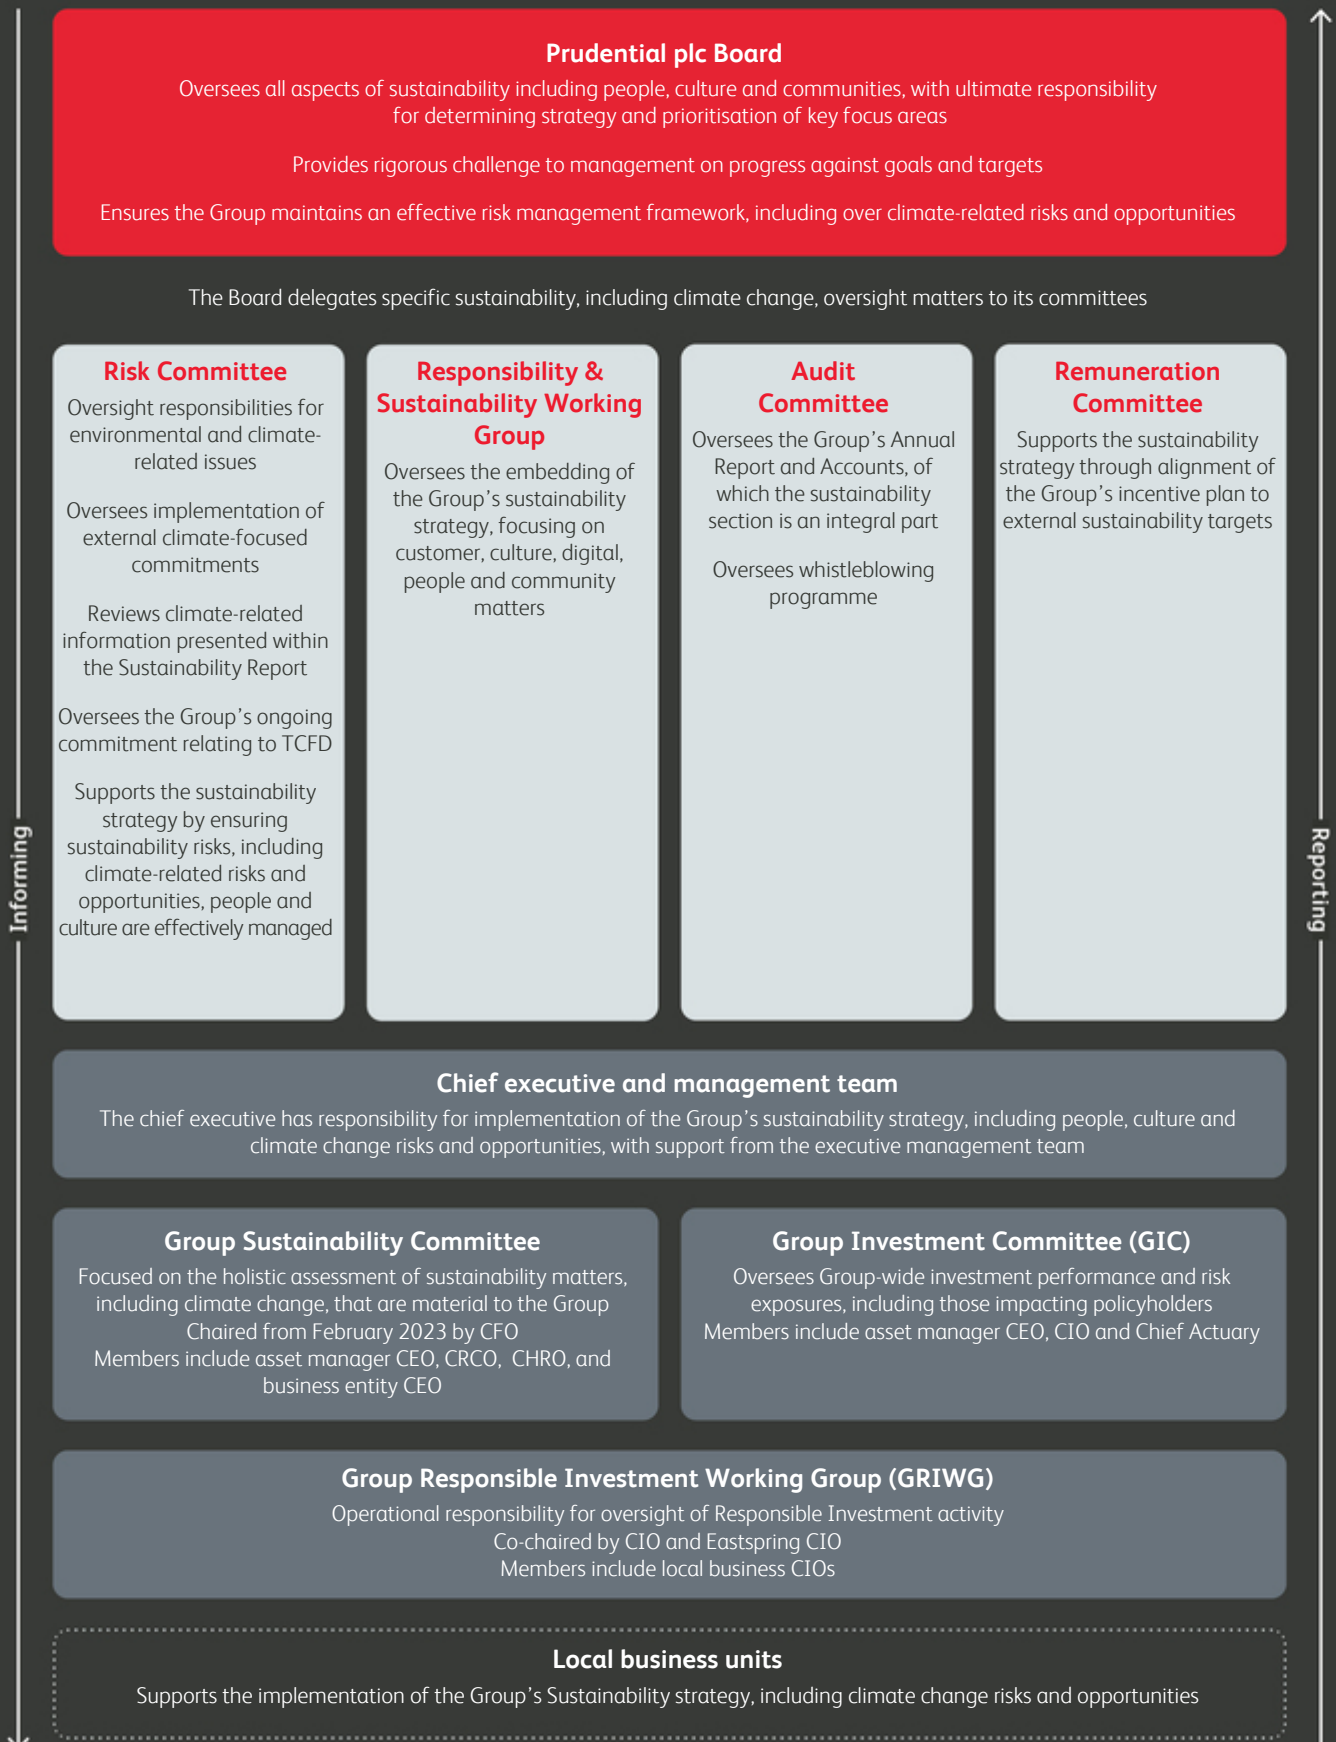 Prudential plc Board
Oversees all aspects of sustainability including people, culture and communities, with ultimate responsibility
for determining strategy and prioritisation of key focus areas
Provides rigorous challenge to management on progress against goals and targets
Ensures the Group maintains an effective risk management framework, including over climate-related risks and opportunities
The Board delegates specific sustainability, including climate change, oversight matters to its committees
Risk Committee
Oversight responsibilities for
environmental and climate-
related issues
Oversees implementation of
external climate-focused
commitments
Reviews climate-related
information presented within
the Sustainability Report
Oversees the Group's ongoing
commitment relating to TCFD
Supports the sustainability
strategy by ensuring
sustainability risks, including
climate-related risks and
opportunities, people and
culture are effectively managed
Responsibility &
Sustainability Working
Group
Oversees the embedding of
the Group's sustainability
strategy, focusing on
customer, culture, digital,
people and community
matters
Audit
Committee
Oversees the Group's Annual
Report and Accounts, of
which the sustainability
section is an integral part
Oversees whistleblowing
programme
Remuneration
Committee
Supports the sustainability
strategy through alignment of
the Group's incentive plan to
external sustainability targets
Informing
Reporting
Chief executive and management team
The chief executive has responsibility for implementation of the Group's sustainability strategy, including people, culture and
climate change risks and opportunities, with support from the executive management team
Group Sustainability Committee
Focused on the holistic assessment of sustainability matters,
including climate change, that are material to the Group
Chaired from February 2023 by CFO
Members include asset manager CEO, CRCO, CHRO, and
business entity CEO
Group Investment Committee (GIC)
Oversees Group-wide investment performance and risk
exposures, including those impacting policyholders
Members include asset manager CEO, CIO and Chief Actuary
Group Responsible Investment Working Group (GRIWG)
Operational responsibility for oversight of Responsible Investment activity
Co-chaired by CIO and Eastspring CIO
Members include local business CIOs
Local business units
Supports the implementation of the Group's Sustainability strategy, including climate change risks and opportunities